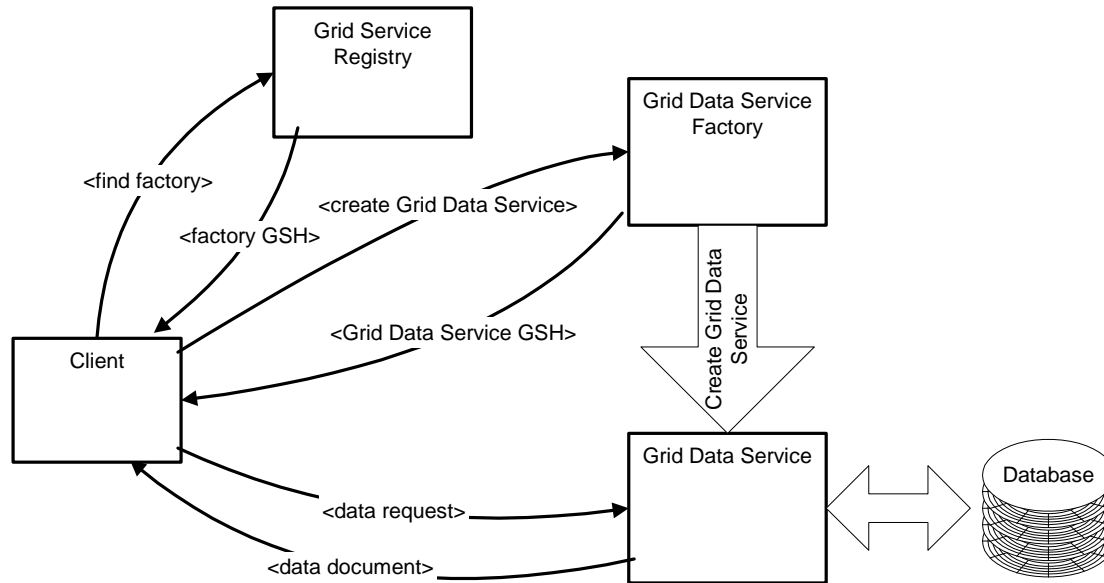 Grid Service
Registry
Grid Data Service
Factory
<find factory>
<create Grid Data Service>
<factory GSH>
<Grid Data Service GSH>
Create Grid Data
Service
Client
Grid Data Service
Database
<data request>
<data document>